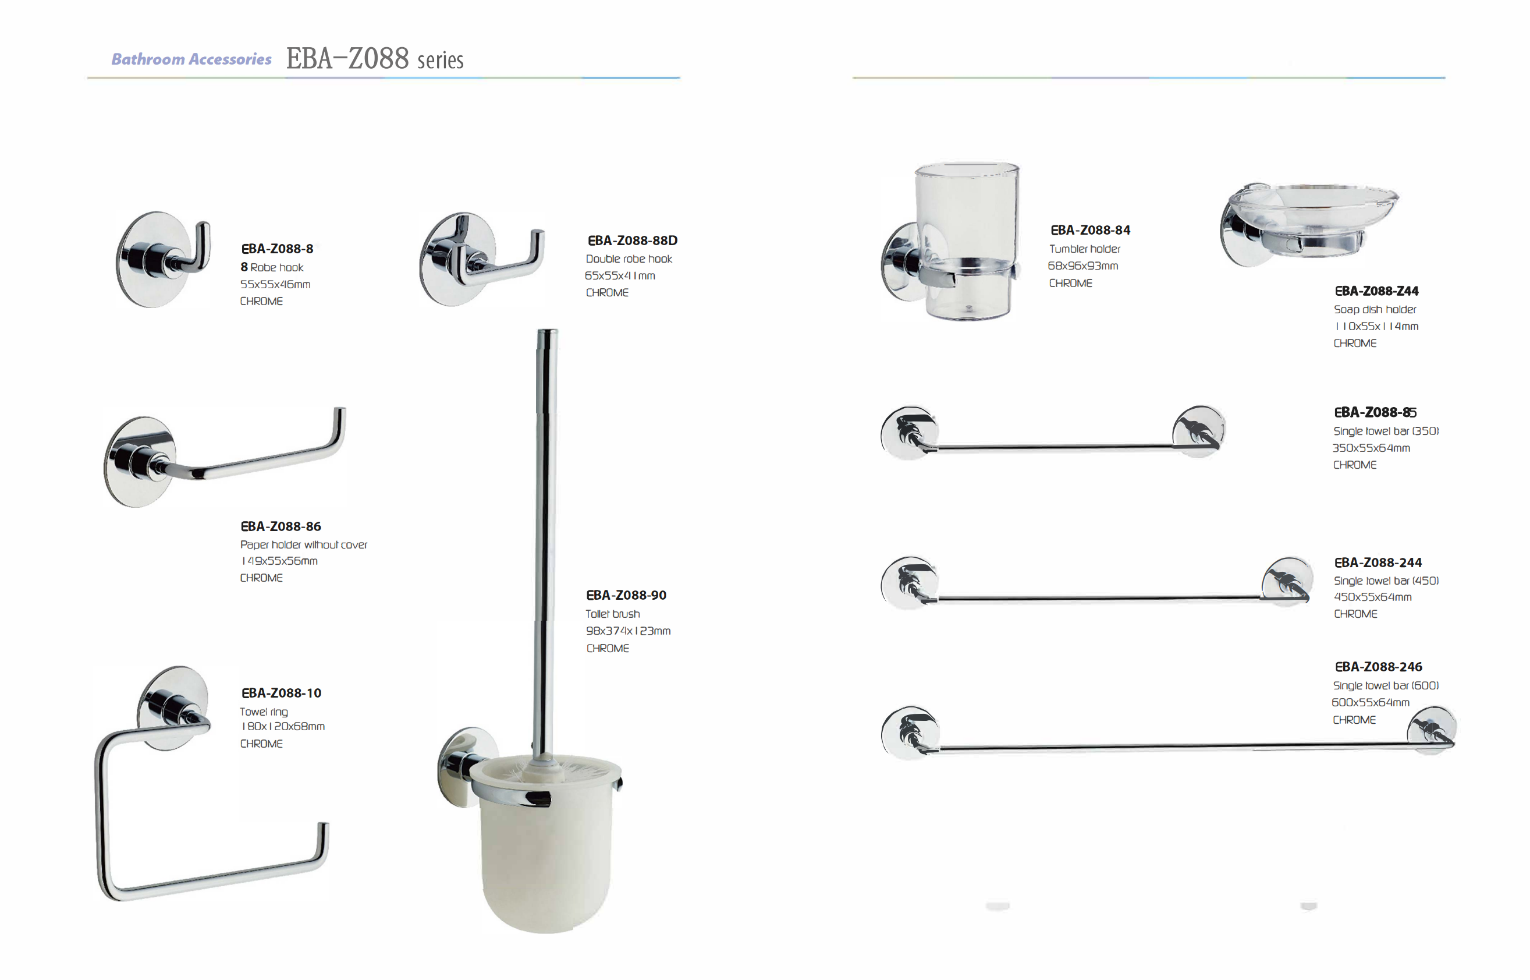 Bathroom Accessories EBA-Z088 series
EBA-Z088-8
8 Robe hook
55x55x46mm
CHROME
EBA-Z088-88D
Double robe hook
65x55x41mm
CHROME
EBA-Z088-86
Paper holder without cover
149x55x56mm
CHROME
EBA-Z088-90
Toilet brush
98x374x123mm
CHROME
EBA-Z088-10
Towel ring
180x120x68mm
CHROME
EBA-Z088-84
Tumbler holder
68x96x93mm
CHROME
EBA-Z088-Z44
Soap dish holder
110x55x114mm
CHROME
EBA-Z088-85
Single towel bar (350)
350x55x64mm
CHROME
EBA-Z088-244
Single towel bar (450)
450x55x64mm
CHROME
EBA-Z088-246
Single towel bar (600)
600x55x64mm
CHROME